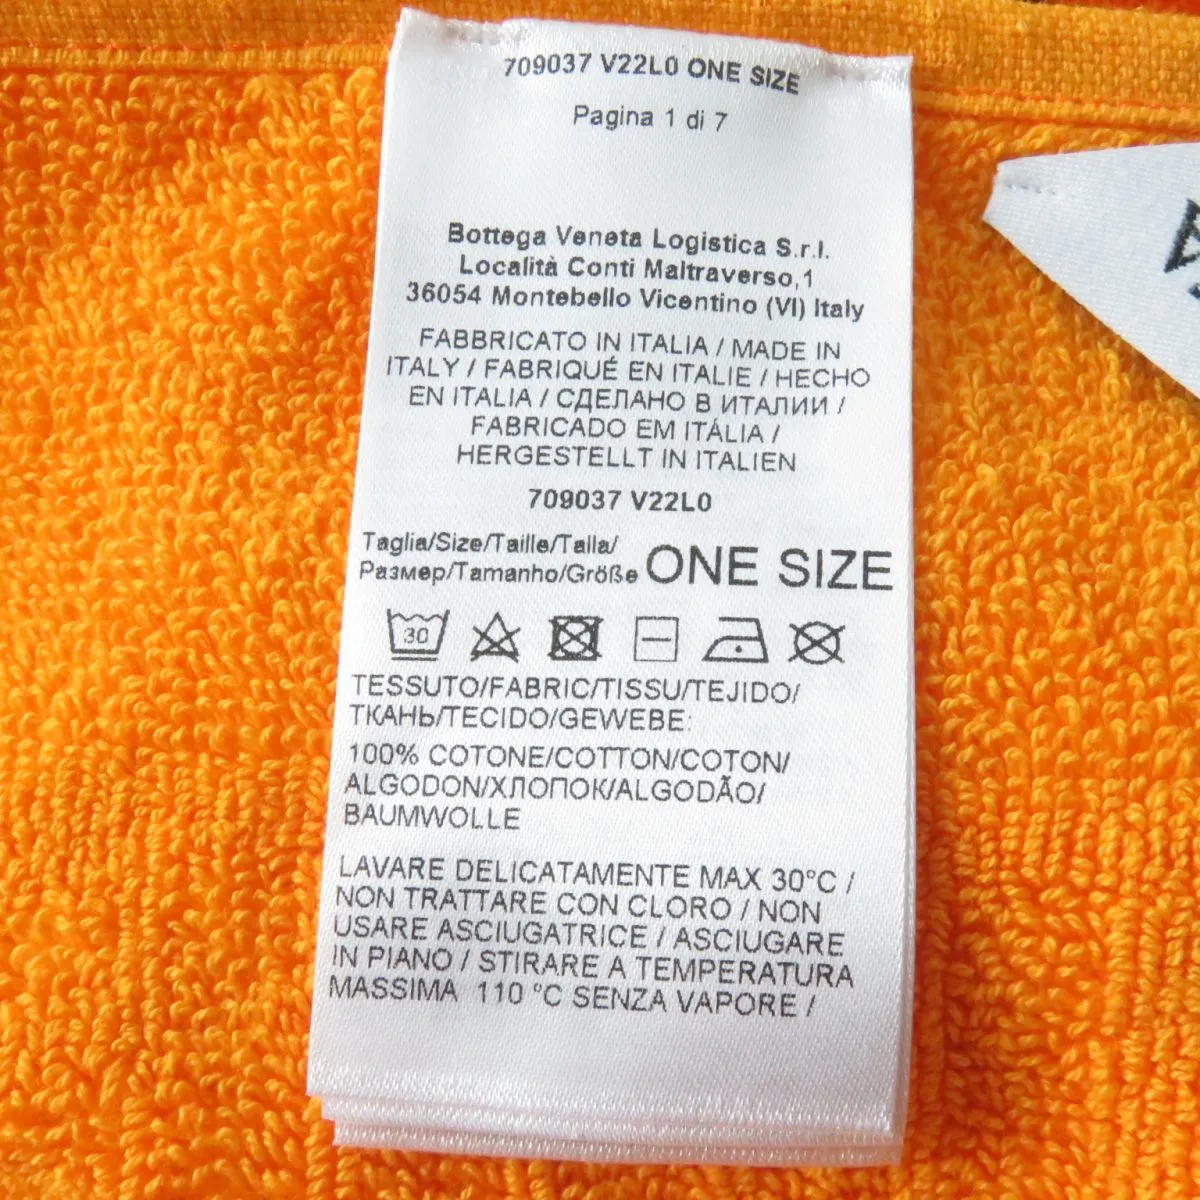 709037 V22L0 ONE SIZE
Pagina 1 di 7
Bottega Veneta Logistica S.r.l.
Località Conti Maltraverso,1
36054 Montebello Vicentino (VI) Italy
FABBRICATO IN ITALIA / MADE IN
ITALY / FABRIQUÉ EN ITALIE / HECHO
EN ITALIA / СДЕЛАНО В ИТАЛИИ /
FABRICADO EM ITÁLIA /
HERGESTELLT IN ITALIEN
709037 V22L0
Taglia/Size/Taille/Talla/
Размер/Tamanho/Größe ONE SIZE
30
TESSUTO/FABRIC/TISSU/TEJIDO/
ТКАНЬ/TECIDO/GEWEBE:
100% COTONE/COTTON/COTON/
ALGODON/ХЛОПОК/ALGODÃO/
BAUMWOLLE
LAVARE DELICATAMENTE MAX 30°C /
NON TRATTARE CON CLORO / NON
USARE ASCIUGATRICE / ASCIUGARE
IN PIANO / STIRARE A TEMPERATURA
MASSIMA 110 °C SENZA VAPORE /